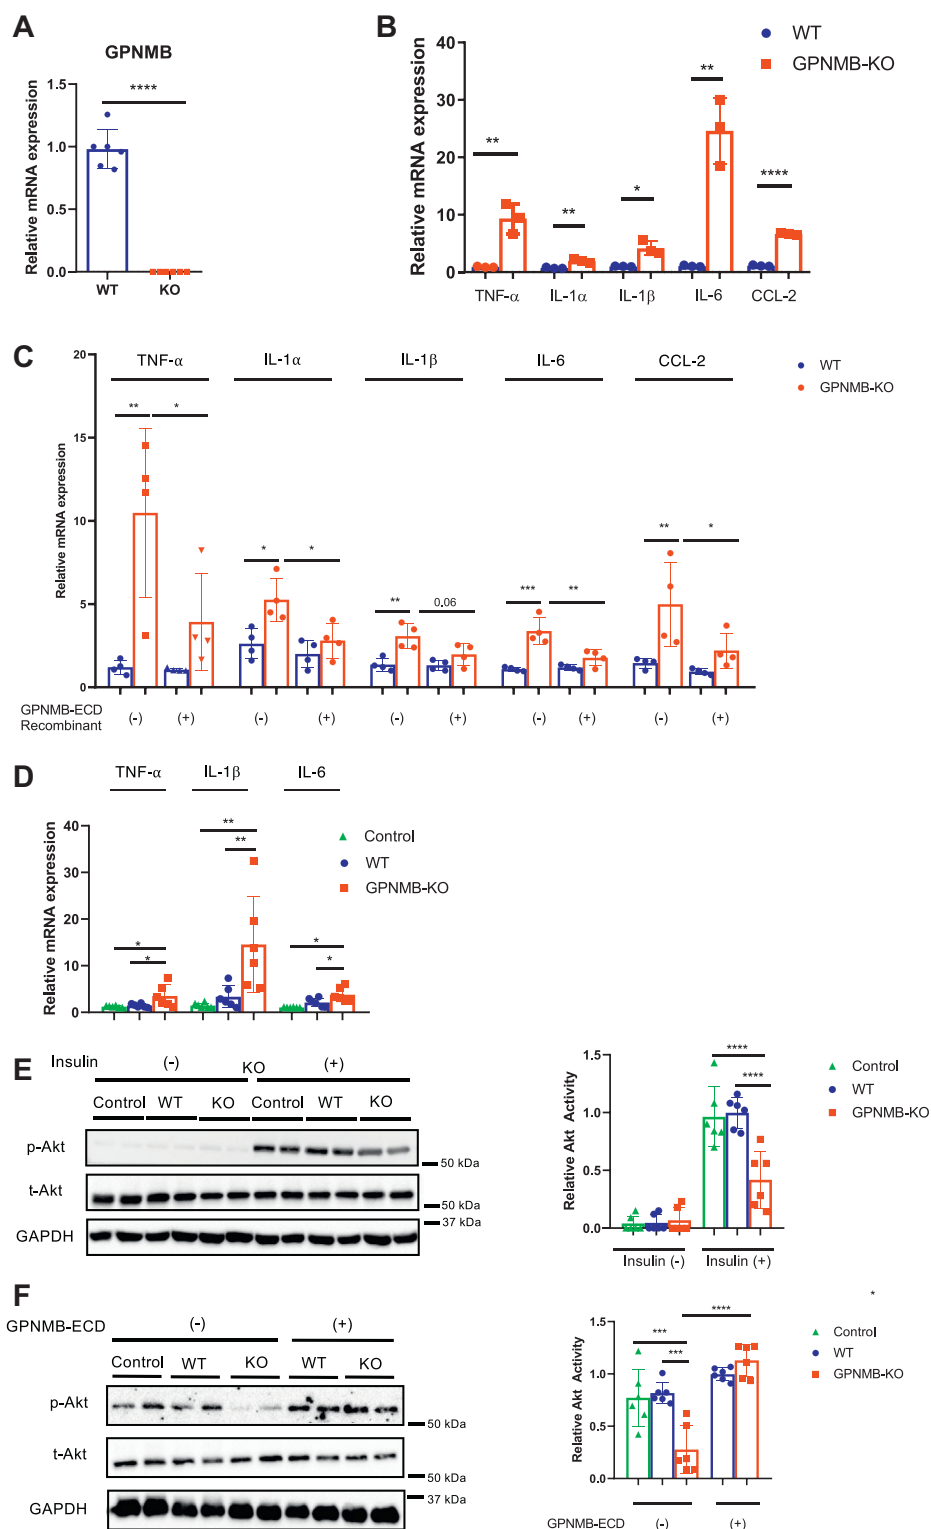 A
GPNMB
****
Relative mRNA expression
1.5
1.0
0.5
0.0
WT
KO
B
WT
GPNMB-KO
Relative mRNA expression
40
30
20
10
0
**
**
*
**
****
TNF-α
IL-1α
IL-1β
IL-6
CCL-2
C
TNF-α
IL-1α
IL-1β
IL-6
CCL-2
WT
GPNMB-KO
Relative mRNA expression
20
15
10
5
0
**
*
*
*
**
0.06
***
**
**
*
GPNMB-ECD
Recombinant
(-)
(+)
(-)
(+)
(-)
(+)
(-)
(+)
(-)
(+)
D
TNF-α
IL-1β
IL-6
Relative mRNA expression
40
30
20
10
0
*
*
**
**
*
*
Control
WT
GPNMB-KO
E
Insulin
(-)
KO
(+)
Control
WT
KO
Control
WT
KO
p-Akt
50 kDa
t-Akt
50 kDa
37 kDa
GAPDH
Relative Akt Activity
1.5
1.0
0.5
0.0
****
****
Control
WT
GPNMB-KO
Insulin (-)
Insulin (+)
F
GPNMB-ECD
(-)
(+)
Control
WT
KO
WT
KO
p-Akt
50 kDa
t-Akt
50 kDa
37 kDa
GAPDH
Relative Akt Activity
1.5
1.0
0.5
0.0
***
***
****
*
Control
WT
GPNMB-KO
GPNMB-ECD
(-)
(+)